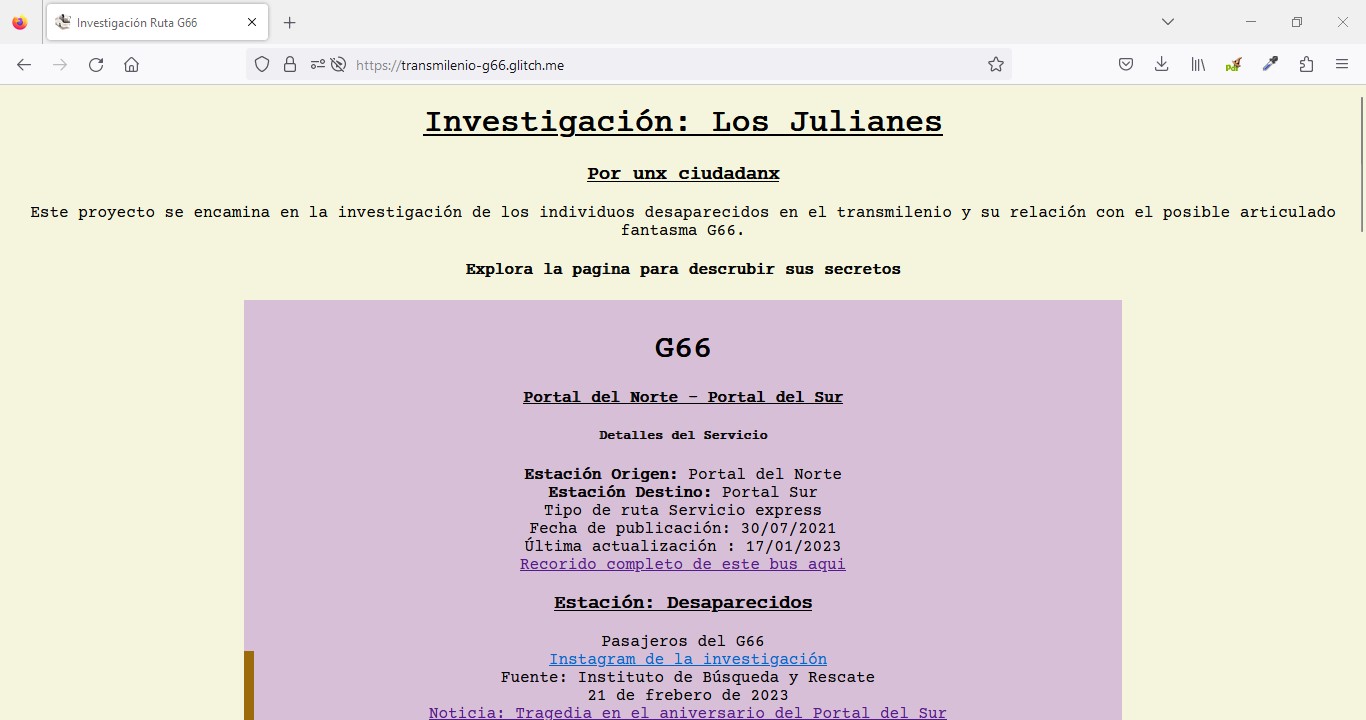 Investigación Ruta G66
https://transmilenio-g66.glitch.me
Investigación: Los Julianes
Por unx ciudadanx
Este proyecto se encamina en la investigación de los individuos desaparecidos en el transmilenio y su relación con el posible articulado
fantasma G66.
Explora la pagina para descrubir sus secretos
G66
Portal del Norte - Portal del Sur
Detalles del Servicio
Estación Origen: Portal del Norte
Estación Destino: Portal Sur
Tipo de ruta Servicio express
Fecha de publicación: 30/07/2021
Última actualización : 17/01/2023
Recorido completo de este bus aqui
Estación: Desaparecidos
Pasajeros del G66
Instagram de la investigación
Fuente: Instituto de Búsqueda y Rescate
21 de frebero de 2023
Noticia: Tragedia en el aniversario del Portal del Sur